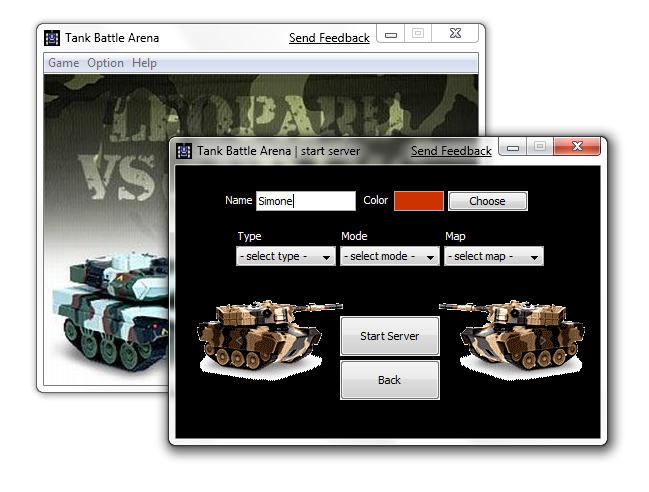 Tank Battle Arena Send Feedback
Game Option Help
LEOPARD
VS
Tank Battle Arena | start server Send Feedback
Name Simone Color Choose
Type Mode Map
- select type - - select mode - - select map -
Start Server
Back